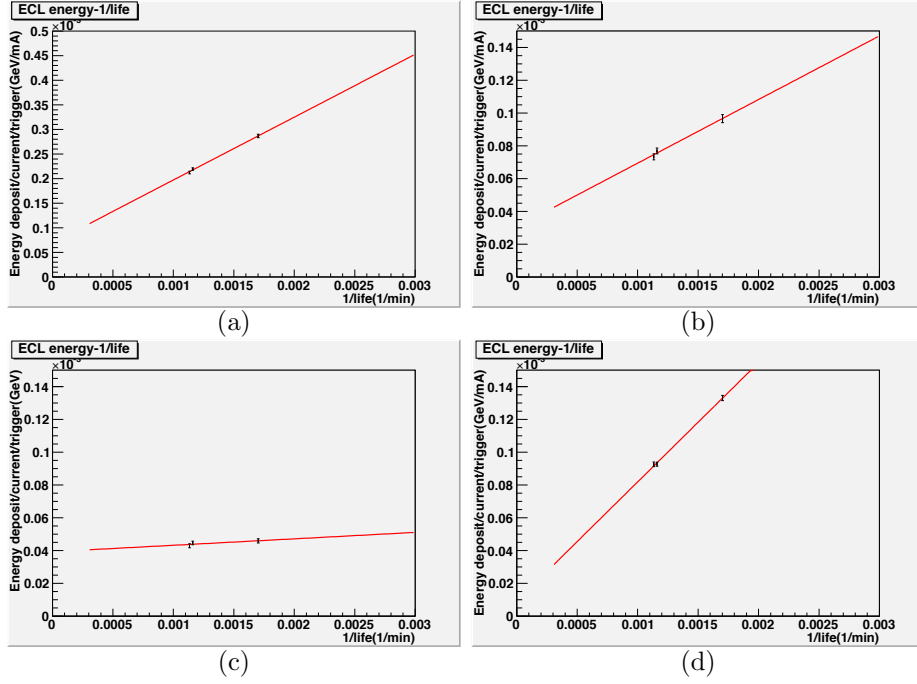 ECL energy-1/life
×10
Energy deposit/current/trigger(GeV/mA)
0.5
0.45
0.4
0.35
0.3
0.25
0.2
0.15
0.1
0.05
0
0 0.0005 0.001 0.0015 0.002 0.0025 0.003
1/life(1/min)
(a)
ECL energy-1/life
×10
Energy deposit/current/trigger(GeV/mA)
0.14
0.12
0.1
0.08
0.06
0.04
0.02
0
0 0.0005 0.001 0.0015 0.002 0.0025 0.003
1/life(1/min)
(b)
ECL energy-1/life
×10
Energy deposit/current/trigger(GeV)
0.14
0.12
0.1
0.08
0.06
0.04
0.02
0
0 0.0005 0.001 0.0015 0.002 0.0025 0.003
1/life(1/min)
(c)
ECL energy-1/life
×10
Energy deposit/current/trigger(GeV/mA)
0.14
0.12
0.1
0.08
0.06
0.04
0.02
0
0 0.0005 0.001 0.0015 0.002 0.0025 0.003
1/life(1/min)
(d)